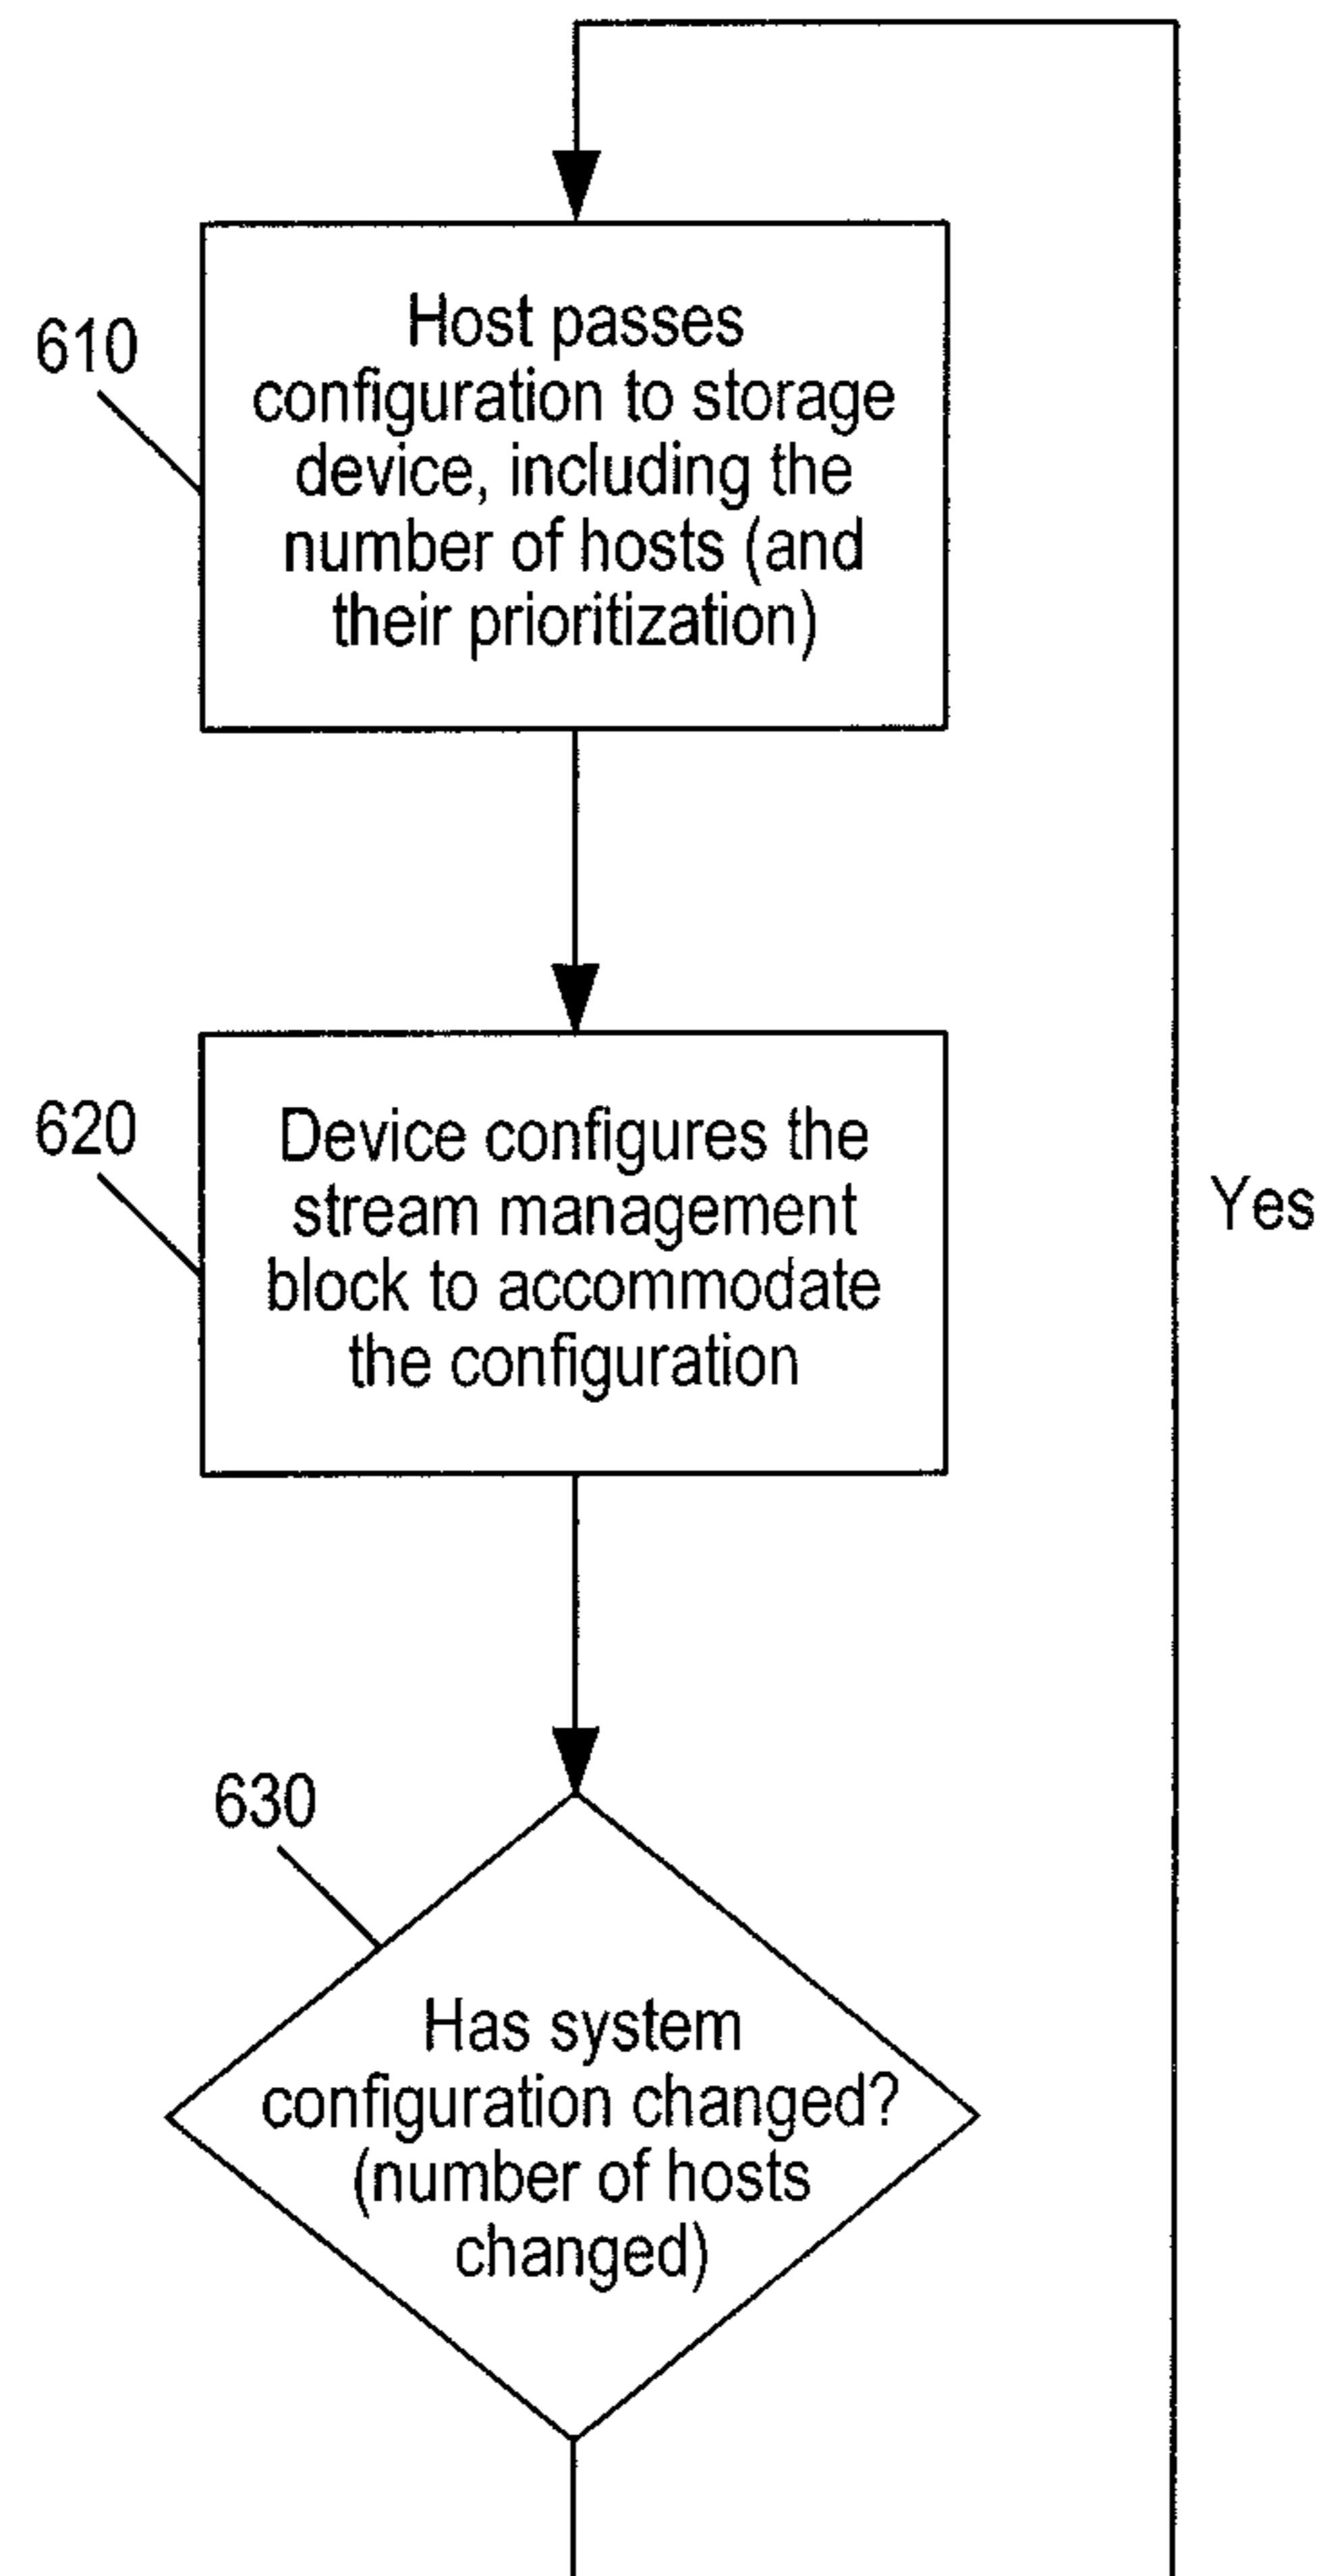 610
Host passes
configuration to storage
device, including the
number of hosts (and
their prioritization)
620
Device configures the
stream management
block to accommodate
the configuration
Yes
630
Has system
configuration changed?
(number of hosts
changed)